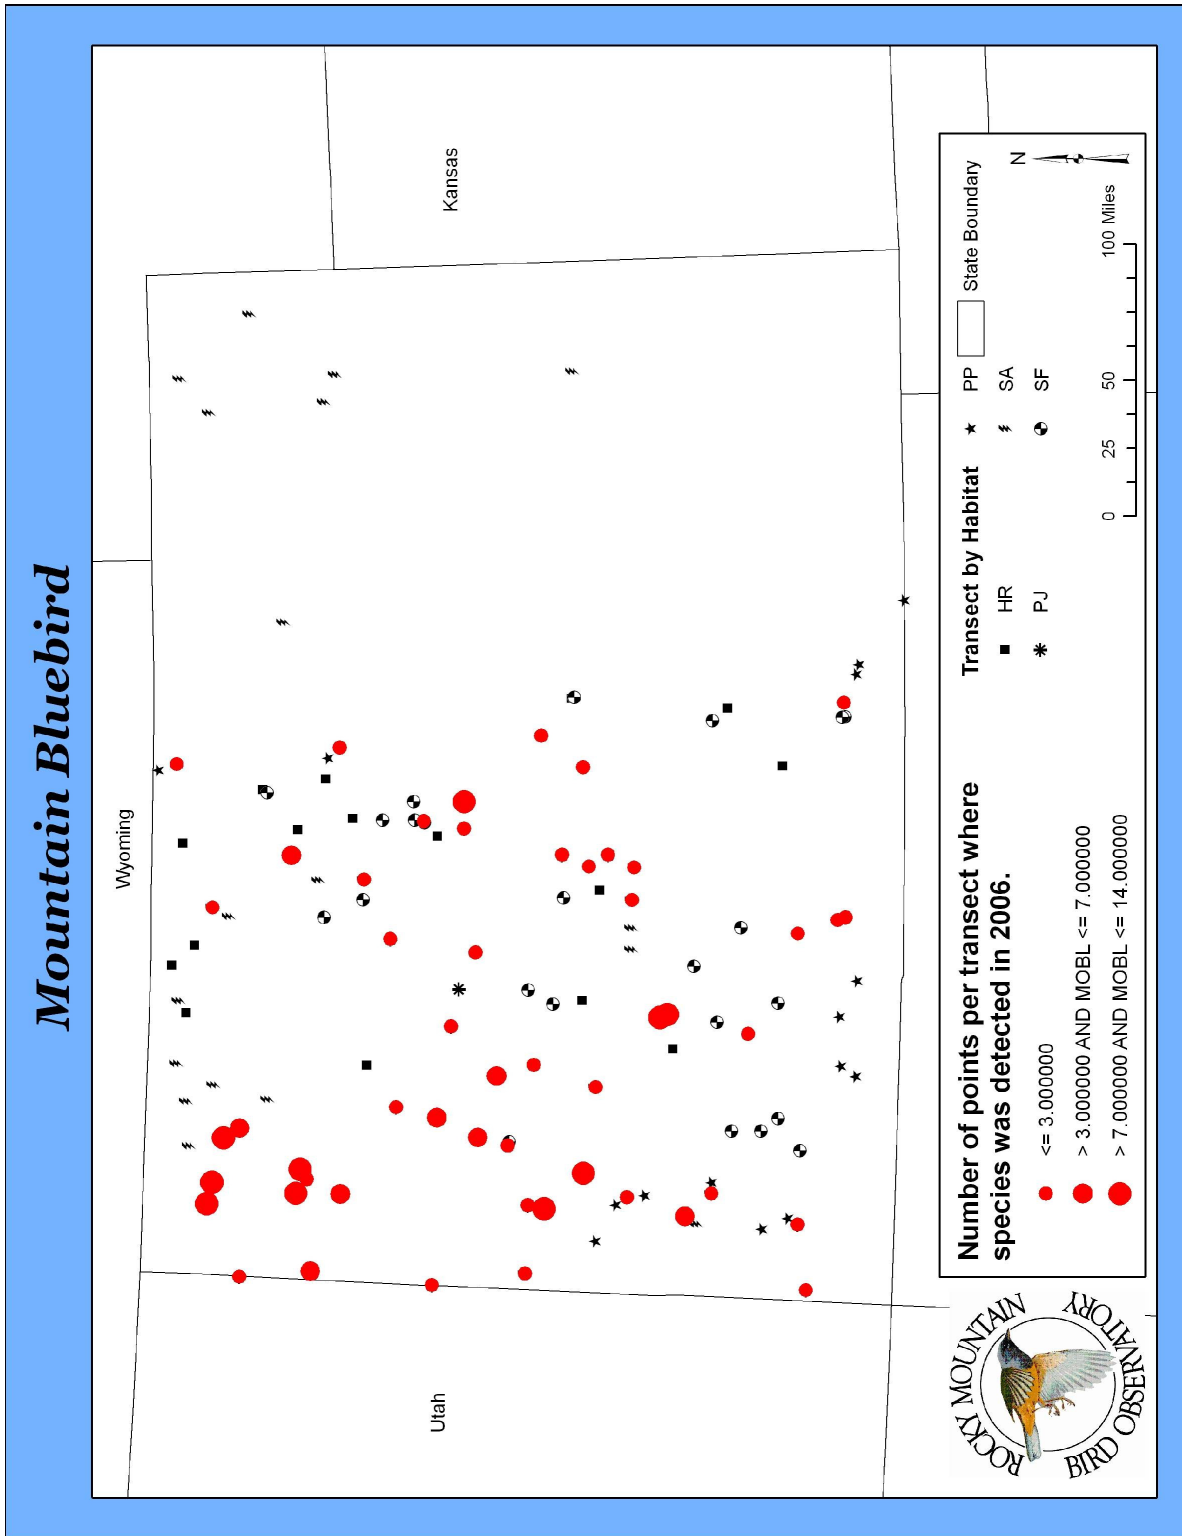 Mountain Bluebird
Wyoming
Kansas
Utah
Number of points per transect where
species was detected in 2006.
<= 3.000000
> 3.000000 AND MOBL <= 7.000000
> 7.000000 AND MOBL <= 14.000000
Transect by Habitat
HR
PJ
PP
SA
SF
State Boundary
N
0 25 50 100 Miles
ROCKY MOUNTAIN
BIRD OBSERVATORY